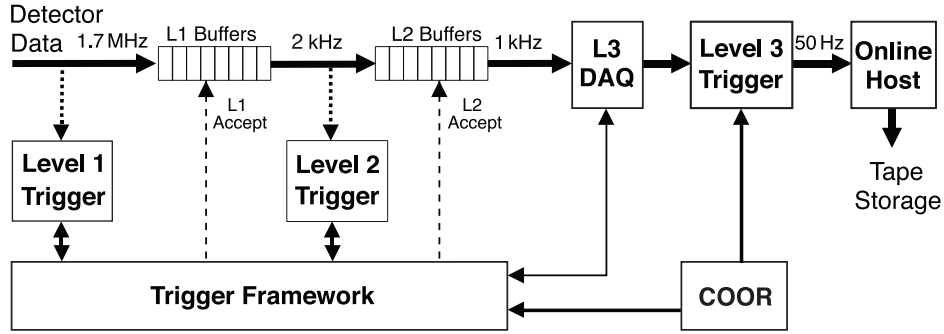 Detector
Data
1.7 MHz
L1 Buffers
2 kHz
L2 Buffers
1 kHz
L3
DAQ
Level 3
Trigger
50 Hz
Online
Host
L1
Accept
L2
Accept
Level 1
Trigger
Level 2
Trigger
Tape
Storage
Trigger Framework
COOR